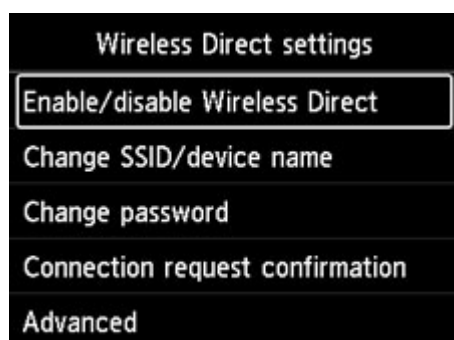 Wireless Direct settings
Enable/disable Wireless Direct
Change SSID/device name
Change password
Connection request confirmation
Advanced